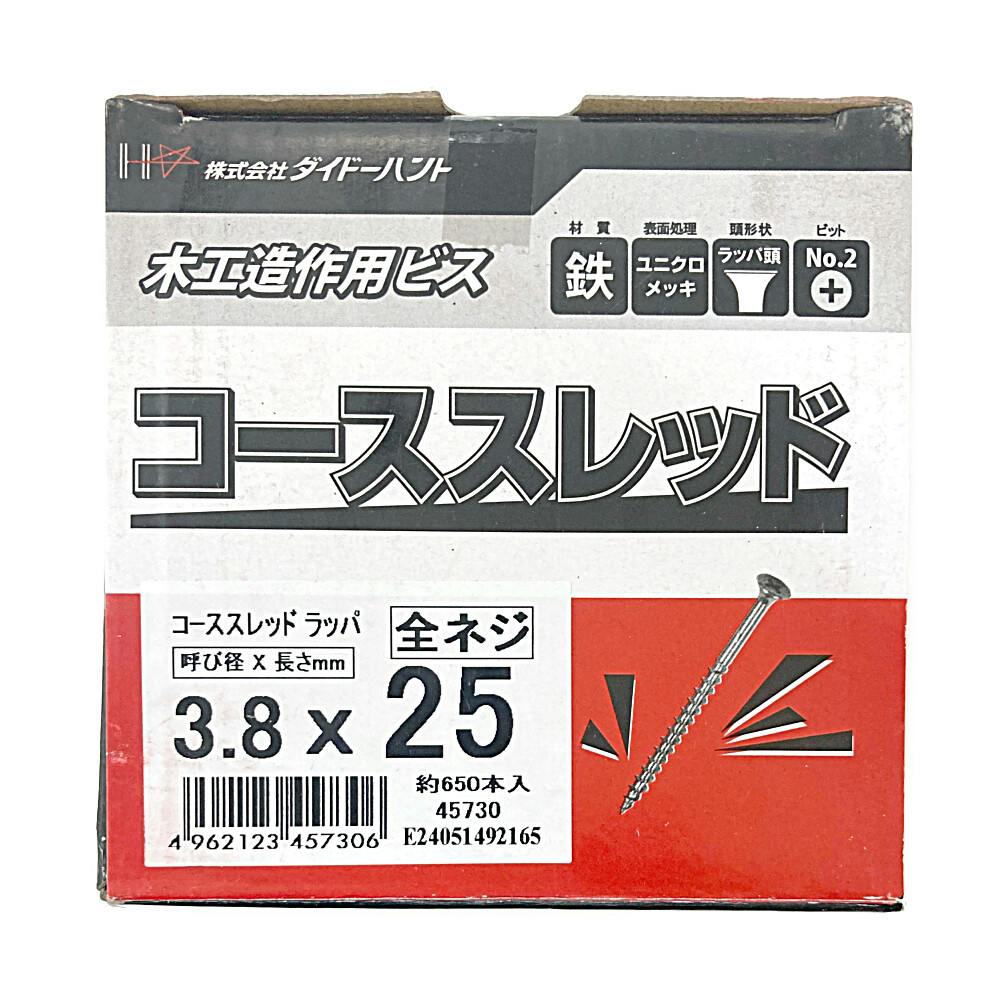 株式会社ダイドーハント
木工造作用ビス
材質 表面処理 頭形状 ビット
鉄 ユニクロメッキ ラッパ頭 No.2
コーススレッド
コーススレッド ラッパ 全ネジ
呼び径 X 長さmm
3.8 x 25
約650本入
45730
4 962123 457306 E24051492165